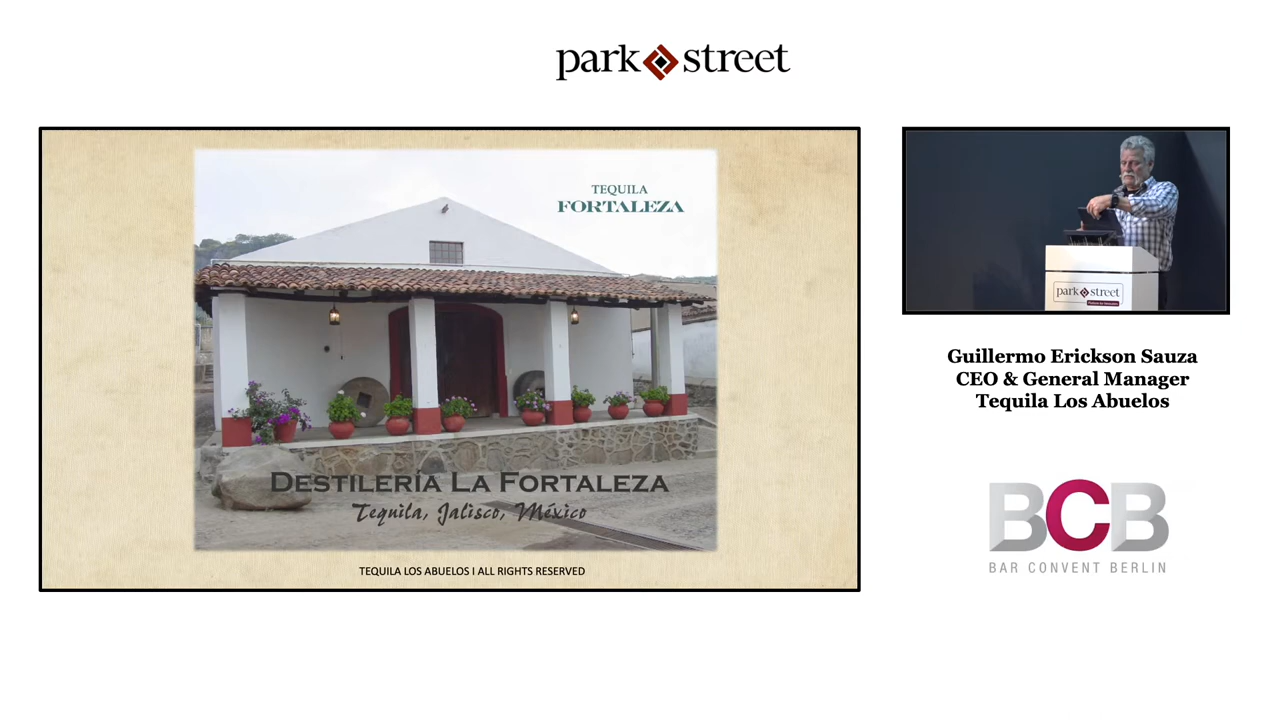 park street
TEQUILA
FORTALEZA
DESTILERÍA LA FORTALEZA
Tequila, Jalisco, México
TEQUILA LOS ABUELOS I ALL RIGHTS RESERVED
park street
Guillermo Erickson Sauza
CEO & General Manager
Tequila Los Abuelos
BCB
BAR CONVENT BERLIN